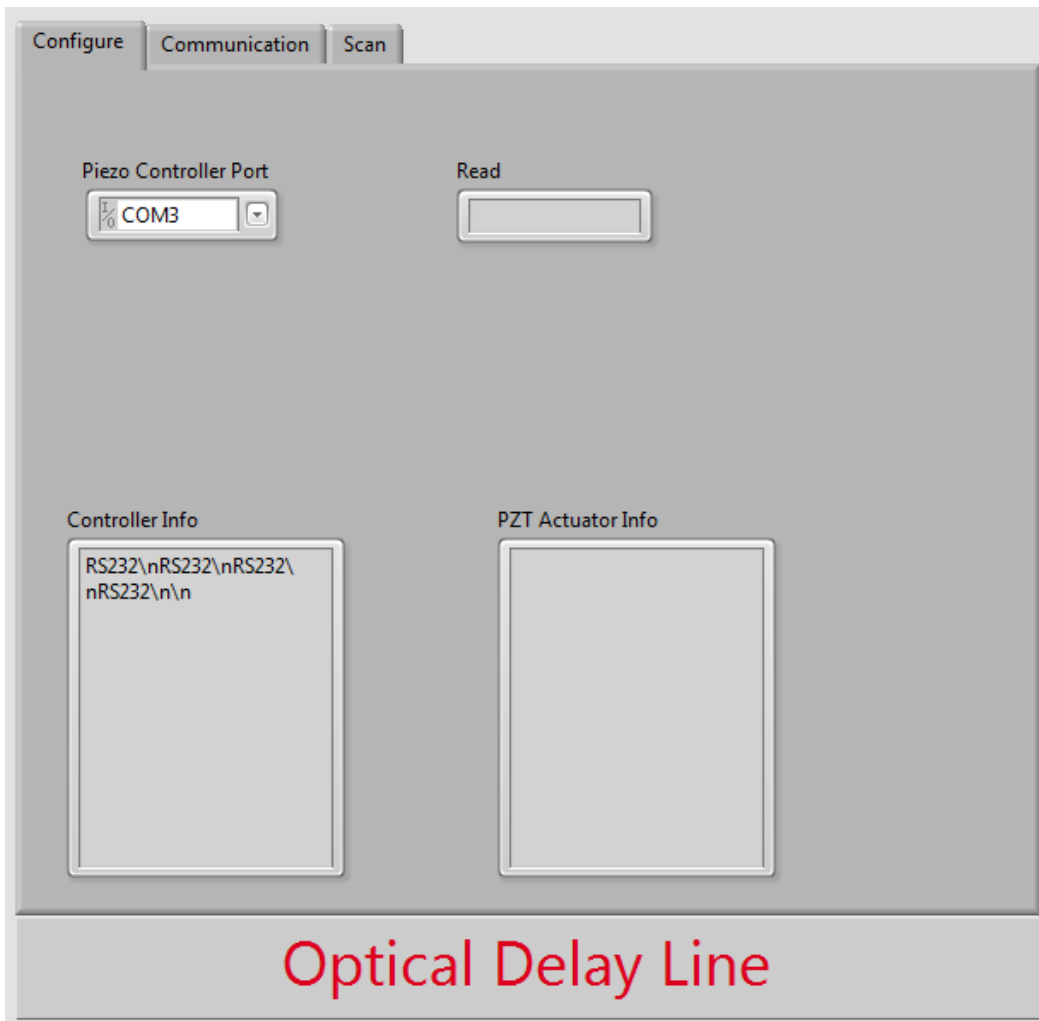 Configure
Communication
Scan
Piezo Controller Port
Read
I/O COM3
Controller Info
PZT Actuator Info
RS232\nRS232\nRS232\
nRS232\n\n
Optical Delay Line